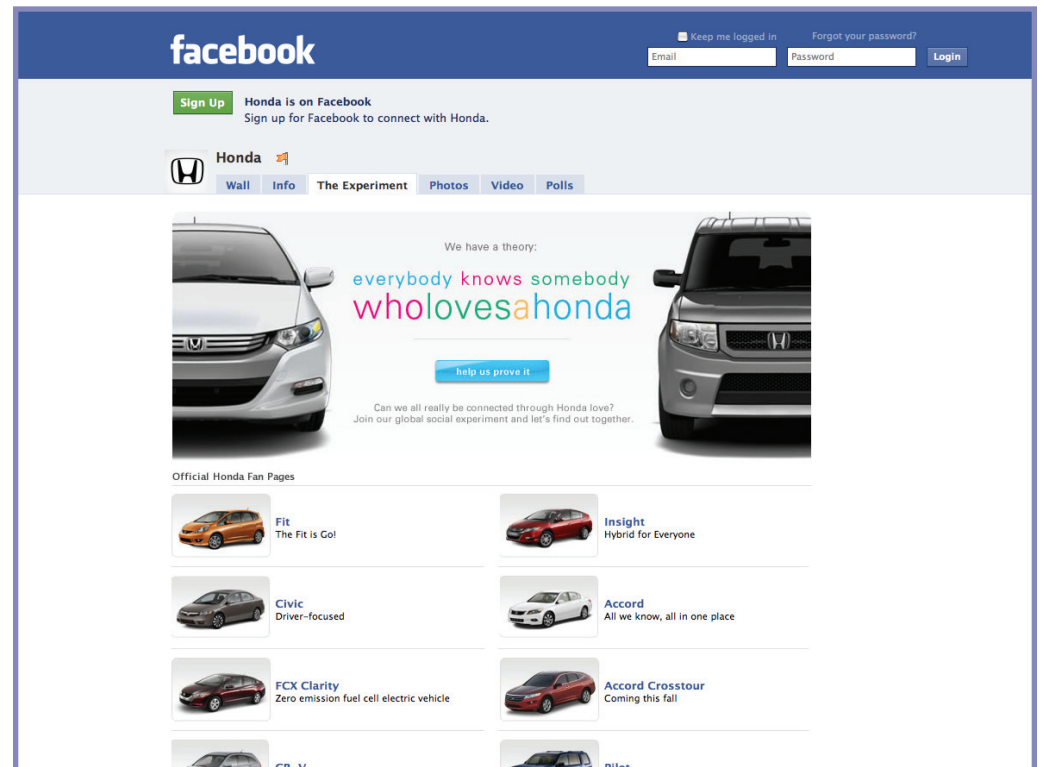 facebook
Keep me logged in
Forgot your password?
Email
Password
Login
Sign Up
Honda is on Facebook
Sign up for Facebook to connect with Honda.
Honda
Wall
Info
The Experiment
Photos
Video
Polls
We have a theory:
everybody knows somebody
wholovesahonda
help us prove it
Can we all really be connected through Honda love?
Join our global social experiment and let's find out together.
Official Honda Fan Pages
Fit
The Fit is Go!
Insight
Hybrid for Everyone
Civic
Driver-focused
Accord
All we know, all in one place
FCX Clarity
Zero emission fuel cell electric vehicle
Accord Crosstour
Coming this fall
CR-V
Pilot